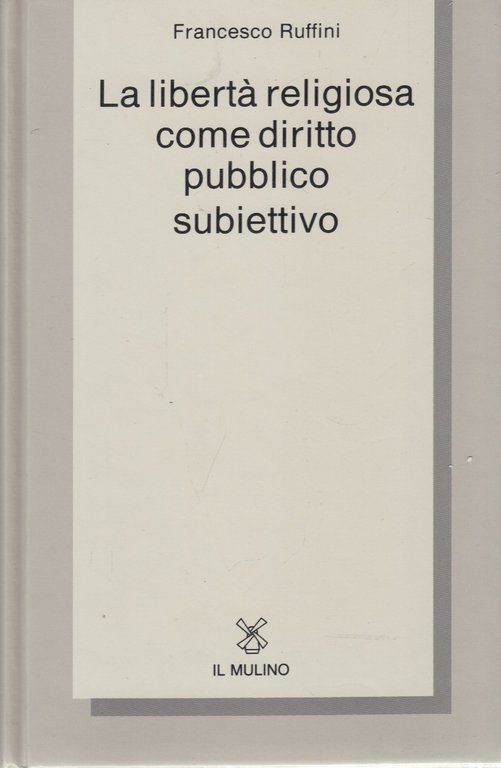 Francesco Ruffini
La libertà religiosa
come diritto
pubblico
subiettivo
IL MULINO